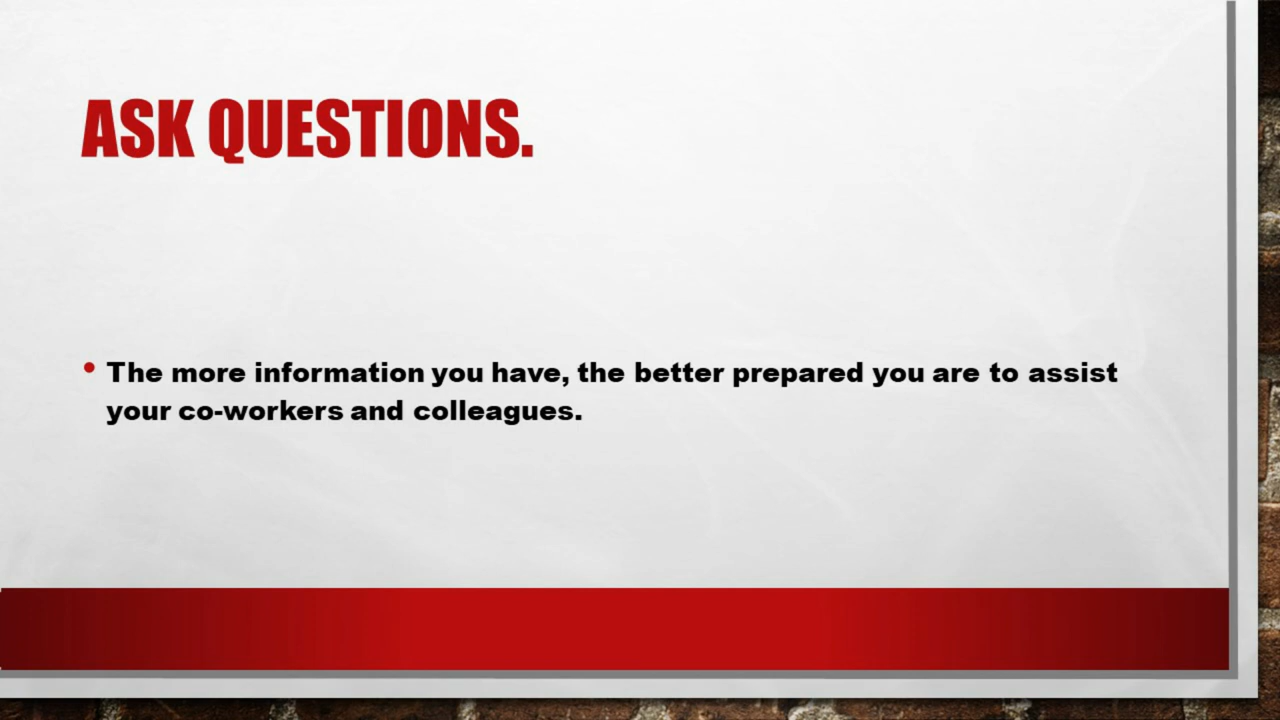 ASK QUESTIONS.
• The more information you have, the better prepared you are to assist
your co-workers and colleagues.